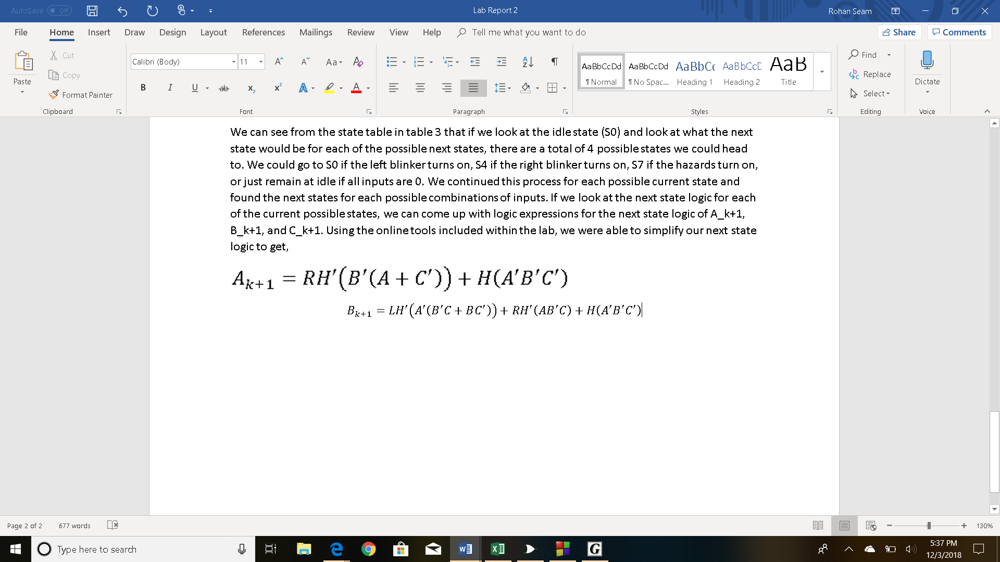 AutoSave Off Lab Report 2 Rohan Seam
File Home Insert Draw Design Layout References Mailings Review View Help Tell me what you want to do Share Comments
Paste Cut Copy Format Painter
Calibri (Body) 11 Aa
B I U ab x₂ x² A A
AaBbCcDd AaBbCcDd AaBbCc AaBbCcD AaB
¶ Normal ¶ No Spac... Heading 1 Heading 2 Title
Find Replace Select
Dictate
Clipboard Font Paragraph Styles Editing Voice
We can see from the state table in table 3 that if we look at the idle state (S0) and look at what the next
state would be for each of the possible next states, there are a total of 4 possible states we could head
to. We could go to S0 if the left blinker turns on, S4 if the right blinker turns on, S7 if the hazards turn on,
or just remain at idle if all inputs are 0. We continued this process for each possible current state and
found the next states for each possible combinations of inputs. If we look at the next state logic for each
of the current possible states, we can come up with logic expressions for the next state logic of A_k+1,
B_k+1, and C_k+1. Using the online tools included within the lab, we were able to simplify our next state
logic to get,
A_{k+1} = RH′(B′(A + C′)) + H(A′B′C′)
B_{k+1} = LH′(A′(B′C + BC′)) + RH′(AB′C) + H(A′B′C′)
Page 2 of 2 677 words 130%
Type here to search
5:37 PM
12/3/2018